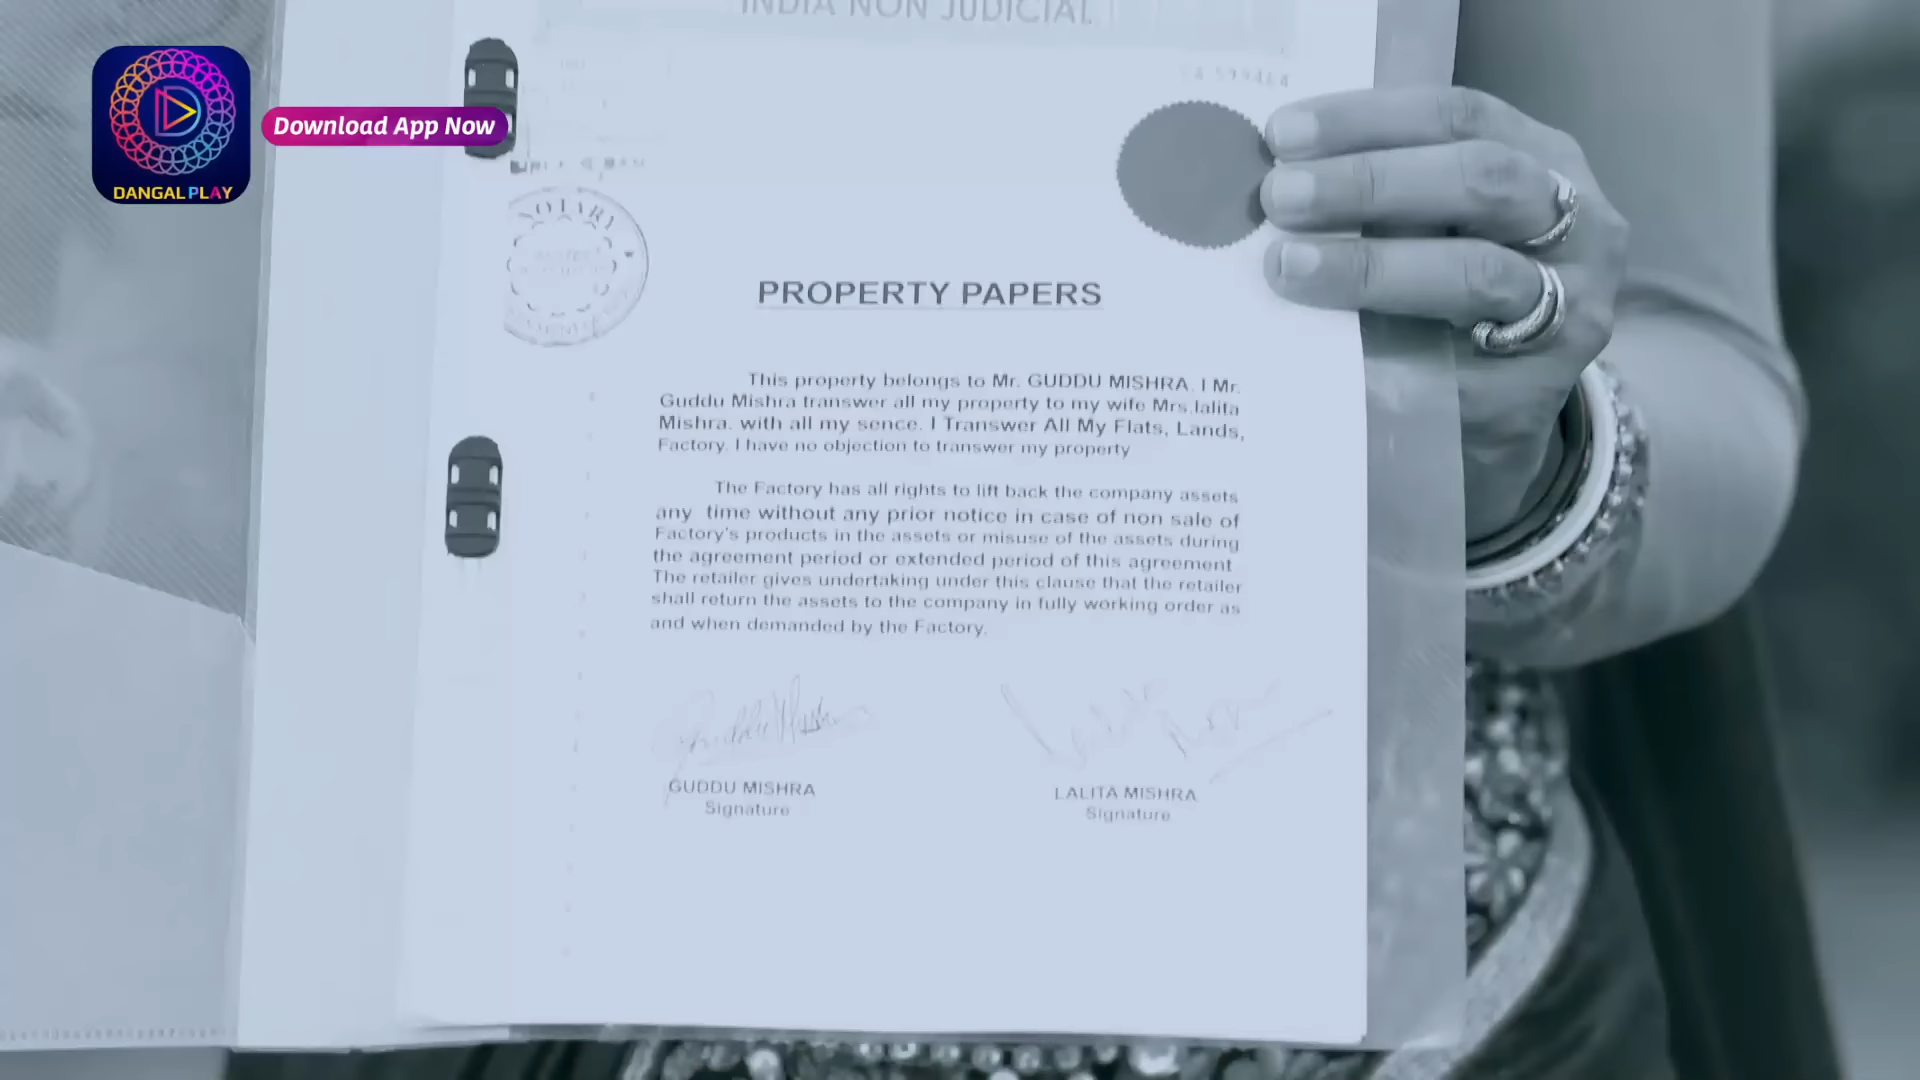 INDIA NON JUDICIAL
DANGAL PLAY
Download App Now
NOTARY
PROPERTY PAPERS
This property belongs to Mr. GUDDU MISHRA. I Mr.
Guddu Mishra transwer all my property to my wife Mrs.lalita
Mishra. with all my sence. I Transwer All My Flats, Lands,
Factory. I have no objection to transwer my property
The Factory has all rights to lift back the company assets
any time without any prior notice in case of non sale of
Factory's products in the assets or misuse of the assets during
the agreement period or extended period of this agreement
The retailer gives undertaking under this clause that the retailer
shall return the assets to the company in fully working order as
and when demanded by the Factory.
Guddu Mishra
GUDDU MISHRA
Signature
LALITA MISHRA
Signature